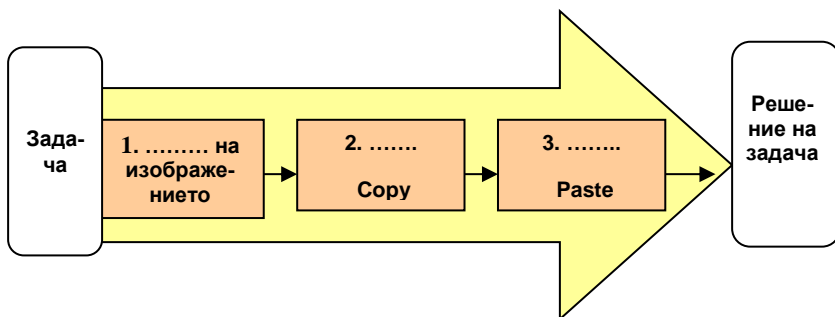 Зада-
ча
1. ......... на
изображе-
нието
2. .......
Copy
3. ........
Paste
Реше-
ние на
задача